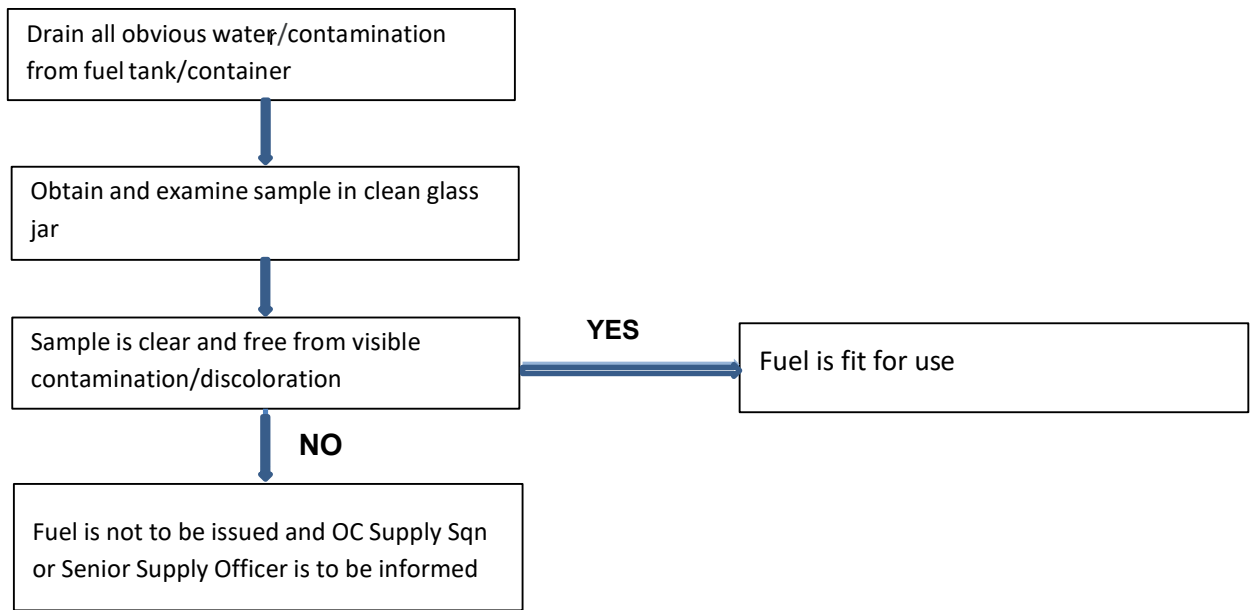 Drain all obvious water/contamination
from fuel tank/container
Obtain and examine sample in clean glass
jar
Sample is clear and free from visible
contamination/discoloration
YES
Fuel is fit for use
NO
Fuel is not to be issued and OC Supply Sqn
or Senior Supply Officer is to be informed